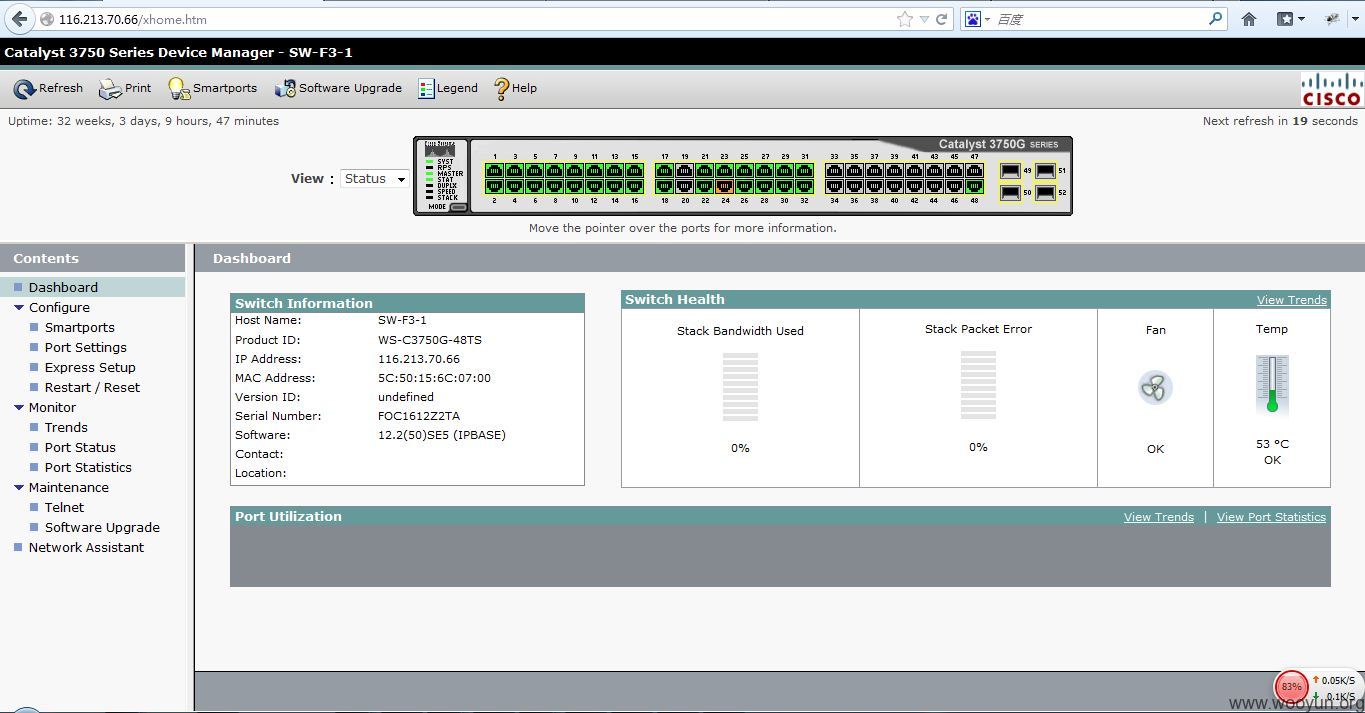 116.213.70.66/xhome.htm
百度
Catalyst 3750 Series Device Manager - SW-F3-1
Refresh Print Smartports Software Upgrade Legend Help
CISCO
Uptime: 32 weeks, 3 days, 9 hours, 47 minutes
Next refresh in 19 seconds
View : Status
Catalyst 3750G SERIES
SYST
RPS
MASTER
STAT
DUPLX
SPEED
STACK
MODE
1 3 5 7 9 11 13 15 17 19 21 23 25 27 29 31 33 35 37 39 41 43 45 47
49 51
50 52
2 4 6 8 10 12 14 16 18 20 22 24 26 28 30 32 34 36 38 40 42 44 46 48
Move the pointer over the ports for more information.
Contents
Dashboard
Configure
Smartports
Port Settings
Express Setup
Restart / Reset
Monitor
Trends
Port Status
Port Statistics
Maintenance
Telnet
Software Upgrade
Network Assistant
Dashboard
Switch Information
Host Name: SW-F3-1
Product ID: WS-C3750G-48TS
IP Address: 116.213.70.66
MAC Address: 5C:50:15:6C:07:00
Version ID: undefined
Serial Number: FOC1612Z2TA
Software: 12.2(50)SE5 (IPBASE)
Contact:
Location:
Switch Health View Trends
Stack Bandwidth Used Stack Packet Error Fan Temp
0% 0% OK 53 °C
OK
Port Utilization View Trends | View Port Statistics
83% 0.05K/S
0.1K/S
www.wooyun.org